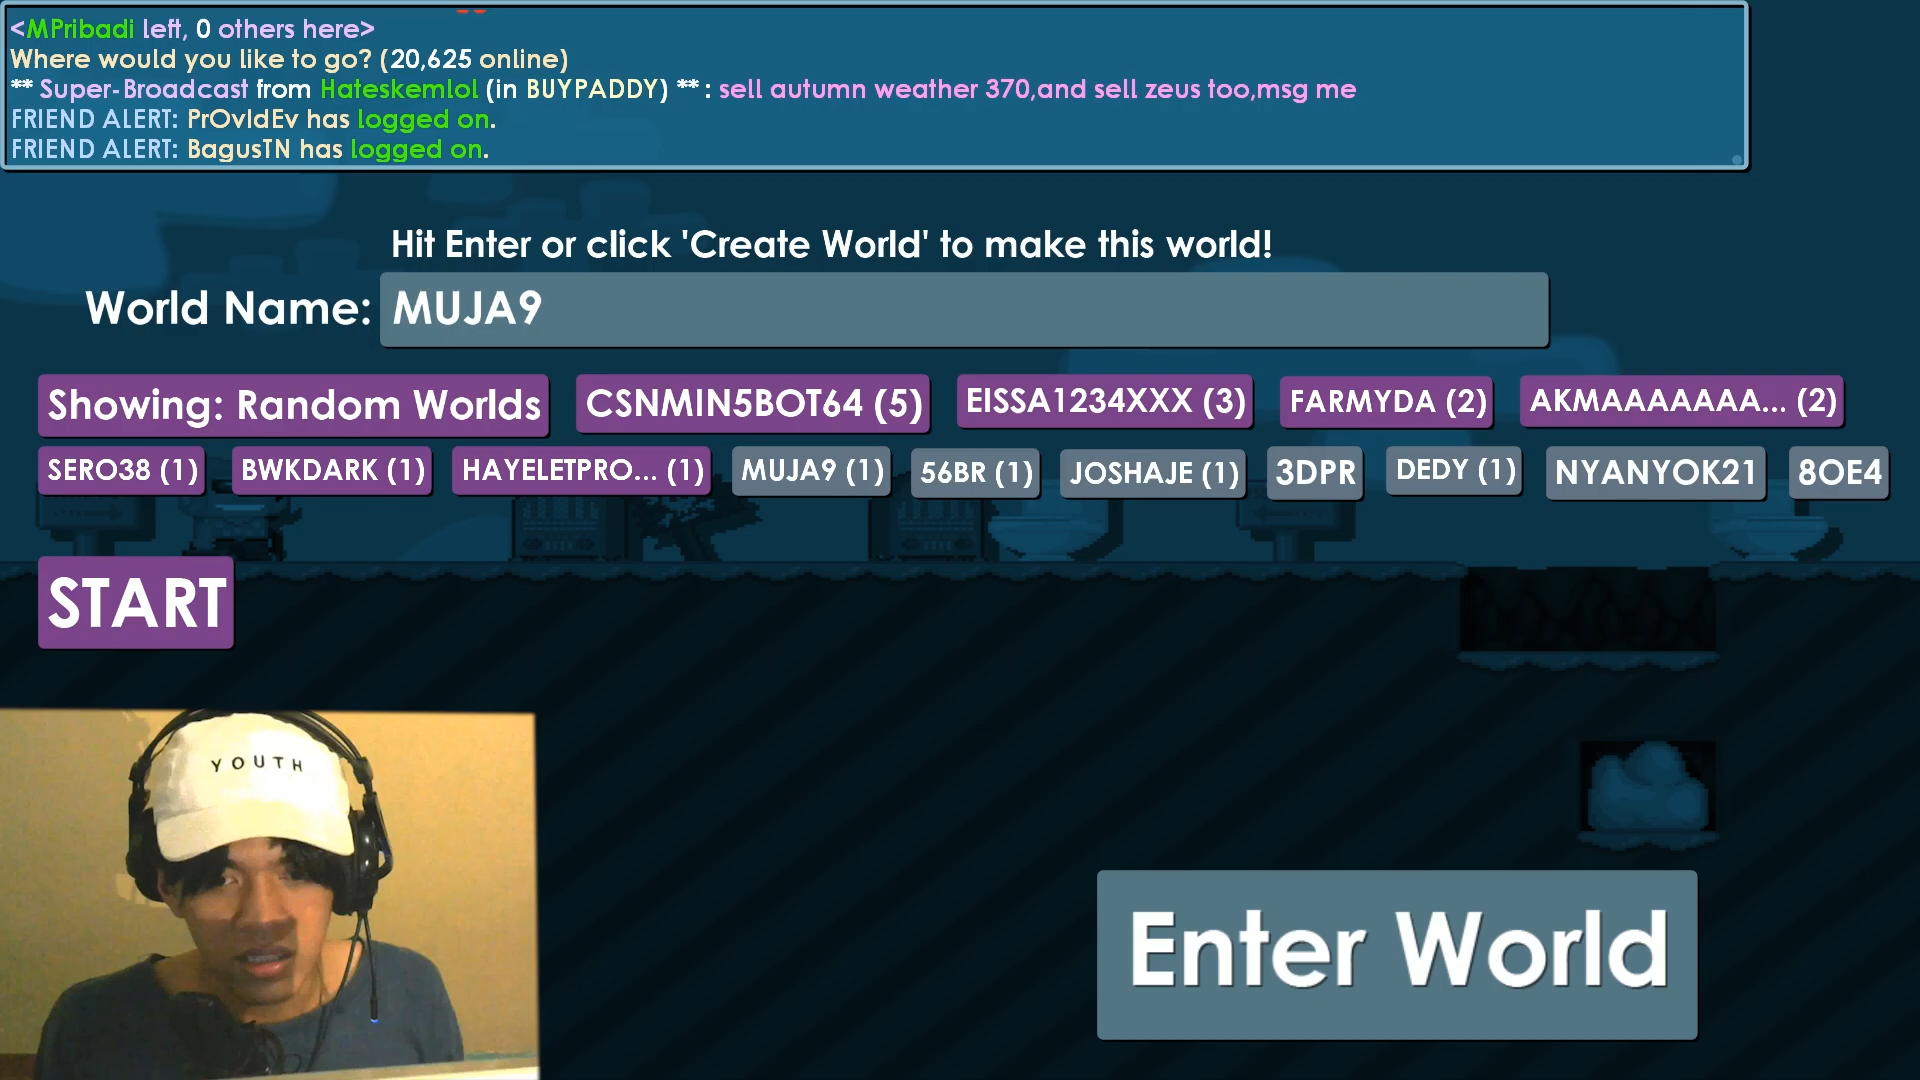 <MPribadi left, 0 others here>
Where would you like to go? (20,625 online)
** Super-Broadcast from Hateskemlol (in BUYPADDY) ** : sell autumn weather 370,and sell zeus too,msg me
FRIEND ALERT: PrOvIdEv has logged on.
FRIEND ALERT: BagusTN has logged on.
Hit Enter or click 'Create World' to make this world!
World Name: MUJA9
Showing: Random Worlds CSNMIN5BOT64 (5) EISSA1234XXX (3) FARMYDA (2) AKMAAAAAAA... (2)
SERO38 (1) BWKDARK (1) HAYELETPRO... (1) MUJA9 (1) 56BR (1) JOSHAJE (1) 3DPR DEDY (1) NYANYOK21 8OE4
START
YOUTH
Enter World